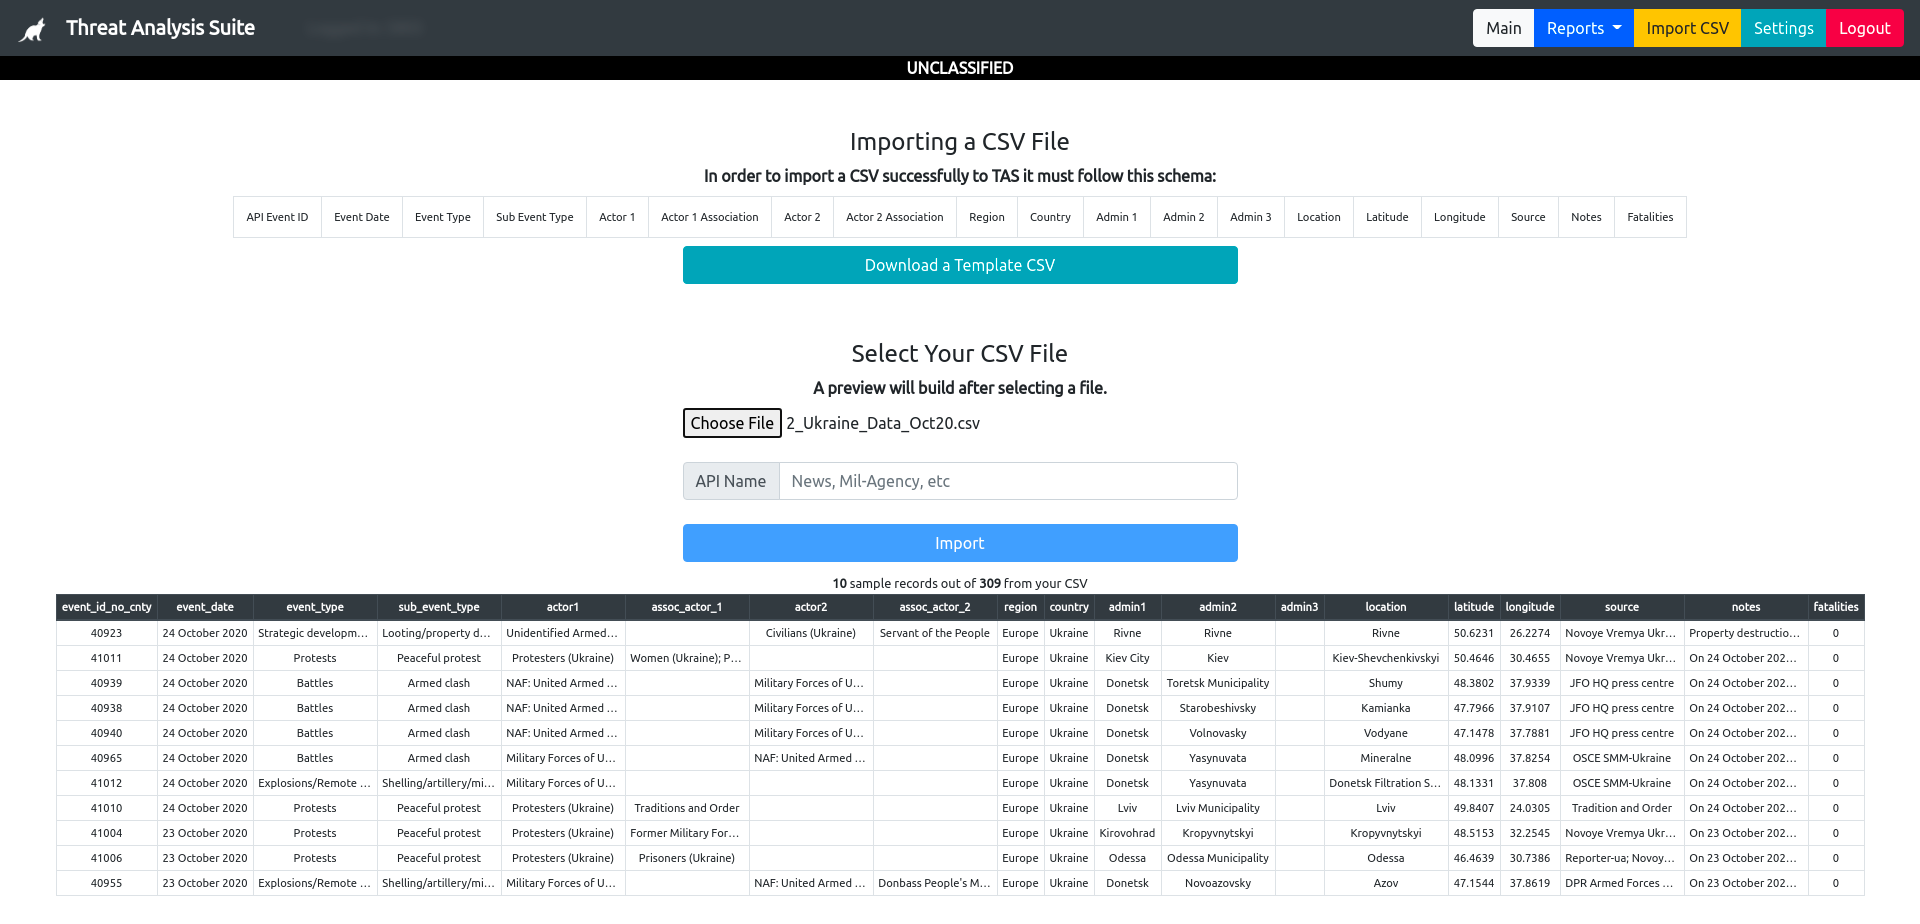 Threat Analysis Suite
Main Reports Import CSV Settings Logout
UNCLASSIFIED
Importing a CSV File
In order to import a CSV successfully to TAS it must follow this schema:
API Event ID Event Date Event Type Sub Event Type Actor 1 Actor 1 Association Actor 2 Actor 2 Association Region Country Admin 1 Admin 2 Admin 3 Location Latitude Longitude Source Notes Fatalities
Download a Template CSV
Select Your CSV File
A preview will build after selecting a file.
Choose File 2_Ukraine_Data_Oct20.csv
API Name News, Mil-Agency, etc
Import
10 sample records out of 309 from your CSV
event_id_no_cnty event_date event_type sub_event_type actor1 assoc_actor_1 actor2 assoc_actor_2 region country admin1 admin2 admin3 location latitude longitude source notes fatalities
40923 24 October 2020 Strategic developm... Looting/property d... Unidentified Armed... Civilians (Ukraine) Servant of the People Europe Ukraine Rivne Rivne Rivne 50.6231 26.2274 Novoye Vremya Ukr... Property destructio... 0
41011 24 October 2020 Protests Peaceful protest Protesters (Ukraine) Women (Ukraine); P... Europe Ukraine Kiev City Kiev Kiev-Shevchenkivskyi 50.4646 30.4655 Novoye Vremya Ukr... On 24 October 202... 0
40939 24 October 2020 Battles Armed clash NAF: United Armed ... Military Forces of U... Europe Ukraine Donetsk Toretsk Municipality Shumy 48.3802 37.9339 JFO HQ press centre On 24 October 202... 0
40938 24 October 2020 Battles Armed clash NAF: United Armed ... Military Forces of U... Europe Ukraine Donetsk Starobeshivsky Kamianka 47.7966 37.9107 JFO HQ press centre On 24 October 202... 0
40940 24 October 2020 Battles Armed clash NAF: United Armed ... Military Forces of U... Europe Ukraine Donetsk Volnovasky Vodyane 47.1478 37.7881 JFO HQ press centre On 24 October 202... 0
40965 24 October 2020 Battles Armed clash Military Forces of U... NAF: United Armed ... Europe Ukraine Donetsk Yasynuvata Mineralne 48.0996 37.8254 OSCE SMM-Ukraine On 24 October 202... 0
41012 24 October 2020 Explosions/Remote ... Shelling/artillery/mi... Military Forces of U... Europe Ukraine Donetsk Yasynuvata Donetsk Filtration S... 48.1331 37.808 OSCE SMM-Ukraine On 24 October 202... 0
41010 24 October 2020 Protests Peaceful protest Protesters (Ukraine) Traditions and Order Europe Ukraine Lviv Lviv Municipality Lviv 49.8407 24.0305 Tradition and Order On 24 October 202... 0
41004 23 October 2020 Protests Peaceful protest Protesters (Ukraine) Former Military For... Europe Ukraine Kirovohrad Kropyvnytskyi Kropyvnytskyi 48.5153 32.2545 Novoye Vremya Ukr... On 23 October 202... 0
41006 23 October 2020 Protests Peaceful protest Protesters (Ukraine) Prisoners (Ukraine) Europe Ukraine Odessa Odessa Municipality Odessa 46.4639 30.7386 Reporter-ua; Novoy... On 23 October 202... 0
40955 23 October 2020 Explosions/Remote ... Shelling/artillery/mi... Military Forces of U... NAF: United Armed ... Donbass People's M... Europe Ukraine Donetsk Novoazovsky Azov 47.1544 37.8619 DPR Armed Forces ... On 23 October 202... 0